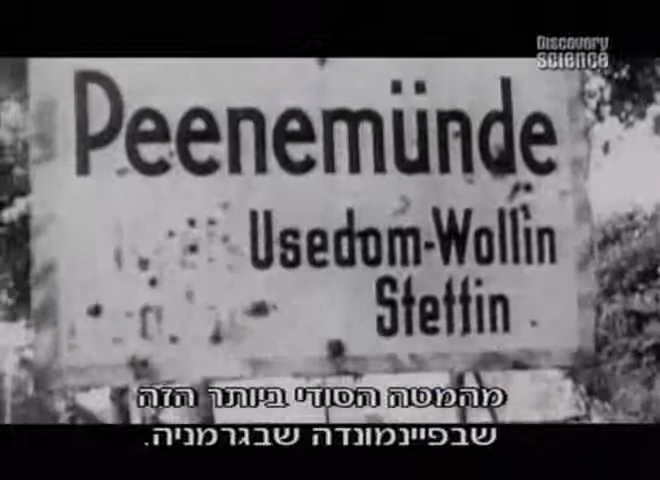 Discovery
SCIENCE
Peenemünde
Usedom-Wollin
Stettin
מהמטה הסודי ביותר הזה
שבפיינמונדה שבגרמניה.